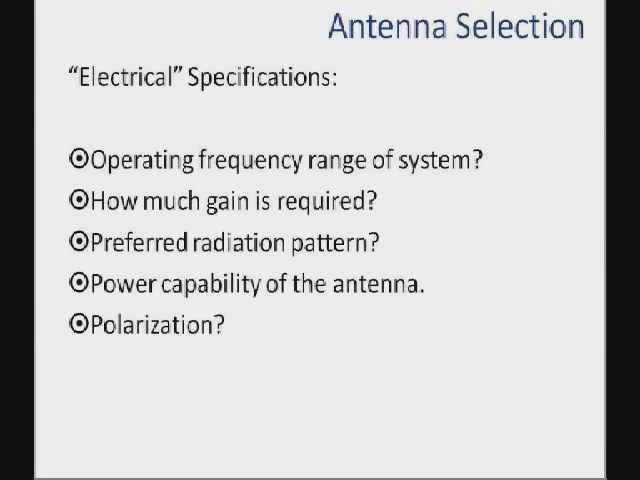 Antenna Selection
“Electrical” Specifications:
Operating frequency range of system?
How much gain is required?
Preferred radiation pattern?
Power capability of the antenna.
Polarization?